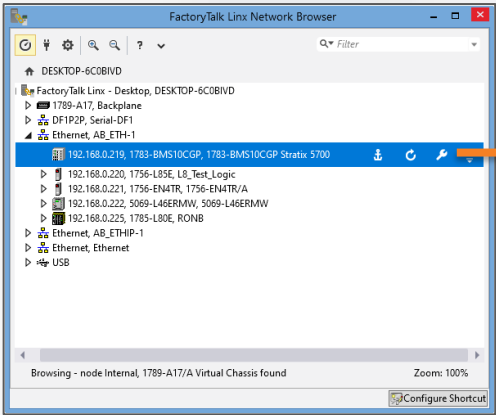 FactoryTalk Linx Network Browser
? Filter
DESKTOP-6C0BIVD
FactoryTalk Linx - Desktop, DESKTOP-6C0BIVD
1789-A17, Backplane
DF1P2P, Serial-DF1
Ethernet, AB_ETH-1
192.168.0.219, 1783-BMS10CGP, 1783-BMS10CGP Stratix 5700
192.168.0.220, 1756-L85E, L8_Test_Logic
192.168.0.221, 1756-EN4TR, 1756-EN4TR/A
192.168.0.222, 5069-L46ERMW, 5069-L46ERMW
192.168.0.225, 1785-L80E, RONB
Ethernet, AB_ETHIP-1
Ethernet, Ethernet
USB
Browsing - node Internal, 1789-A17/A Virtual Chassis found Zoom: 100%
Configure Shortcut